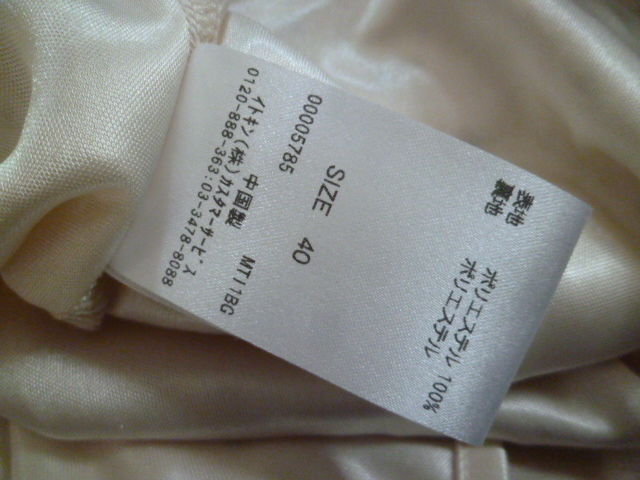 表地 ポリエステル 100%
裏地 ポリエステル
SIZE 40
00005785
中国製 MT11BG
イトキン(株)カスタマーサービス
0120-888-363:03-3478-8088